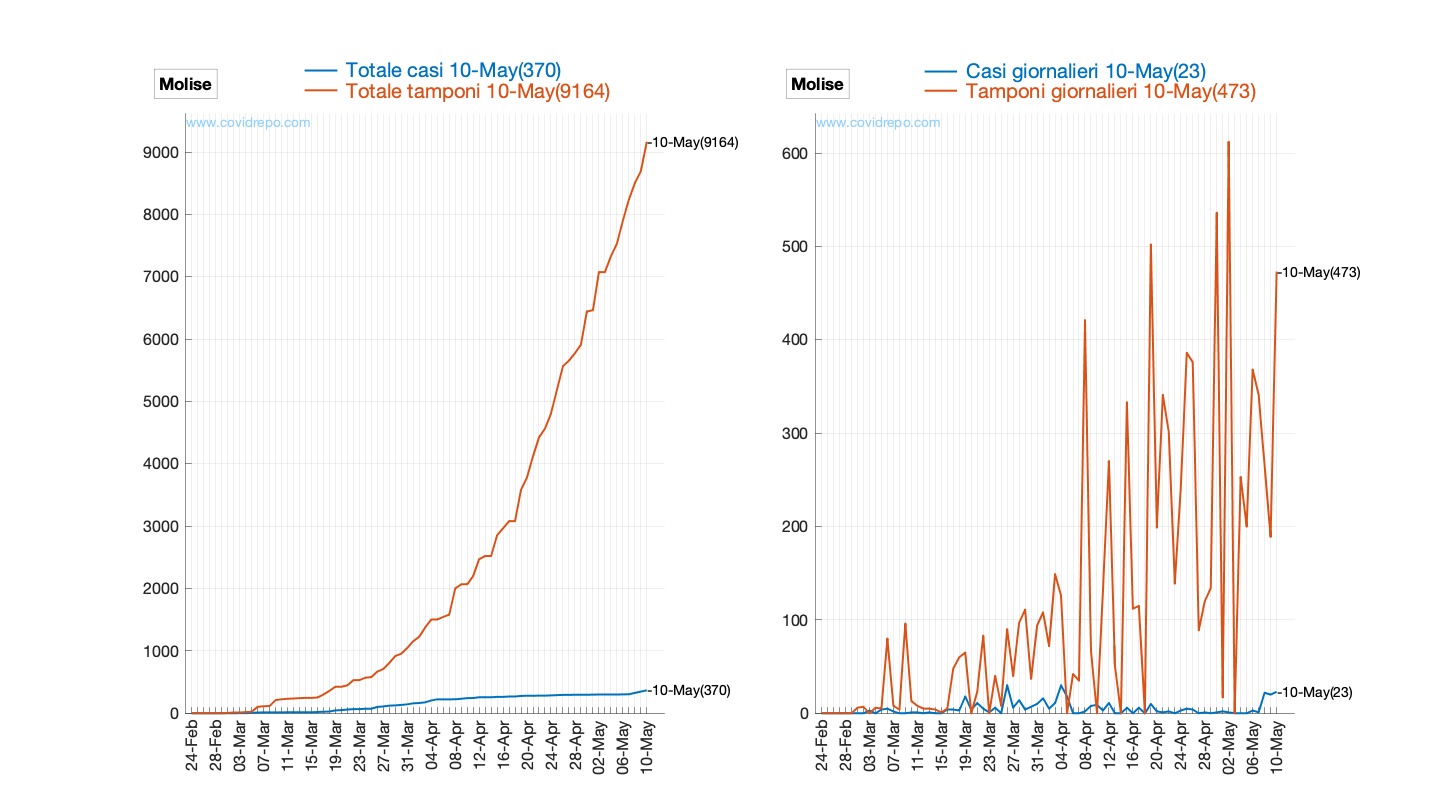 Molise
Totale casi 10-May(370)
Totale tamponi 10-May(9164)
www.covidrepo.com
10-May(9164)
10-May(370)
9000
8000
7000
6000
5000
4000
3000
2000
1000
0
24-Feb
28-Feb
03-Mar
07-Mar
11-Mar
15-Mar
19-Mar
23-Mar
27-Mar
31-Mar
04-Apr
08-Apr
12-Apr
16-Apr
20-Apr
24-Apr
28-Apr
02-May
06-May
10-May
Molise
Casi giornalieri 10-May(23)
Tamponi giornalieri 10-May(473)
www.covidrepo.com
10-May(473)
10-May(23)
600
500
400
300
200
100
0
24-Feb
28-Feb
03-Mar
07-Mar
11-Mar
15-Mar
19-Mar
23-Mar
27-Mar
31-Mar
04-Apr
08-Apr
12-Apr
16-Apr
20-Apr
24-Apr
28-Apr
02-May
06-May
10-May